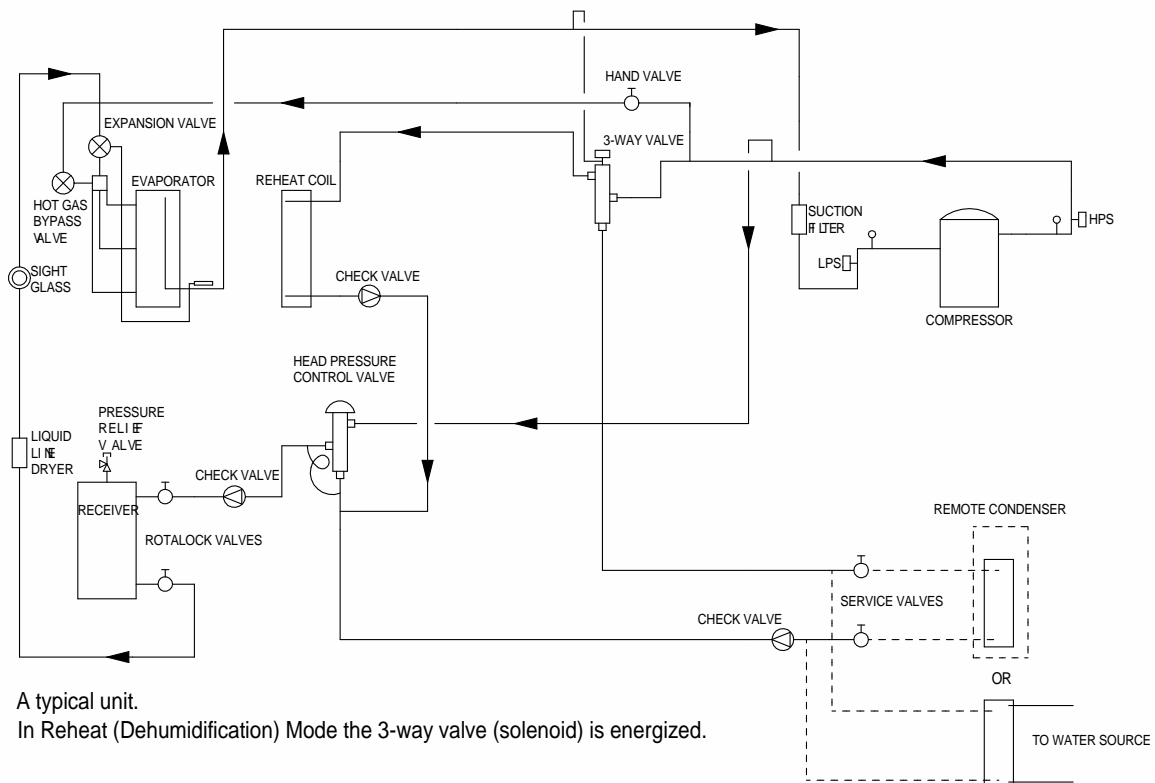 HAND VALVE
EXPANSION VALVE
3-WAY VALVE
EVAPORATOR
REHEAT COIL
HOT GAS
BYPASS
VALVE
SUCTION
FILTER
HPS
LPS
SIGHT
GLASS
CHECK VALVE
COMPRESSOR
HEAD PRESSURE
CONTROL VALVE
PRESSURE
RELIEF
VALVE
LIQUID
LINE
DRYER
CHECK VALVE
RECEIVER
ROTALOCK VALVES
REMOTE CONDENSER
SERVICE VALVES
CHECK VALVE
OR
TO WATER SOURCE
A typical unit.
In Reheat (Dehumidification) Mode the 3-way valve (solenoid) is energized.